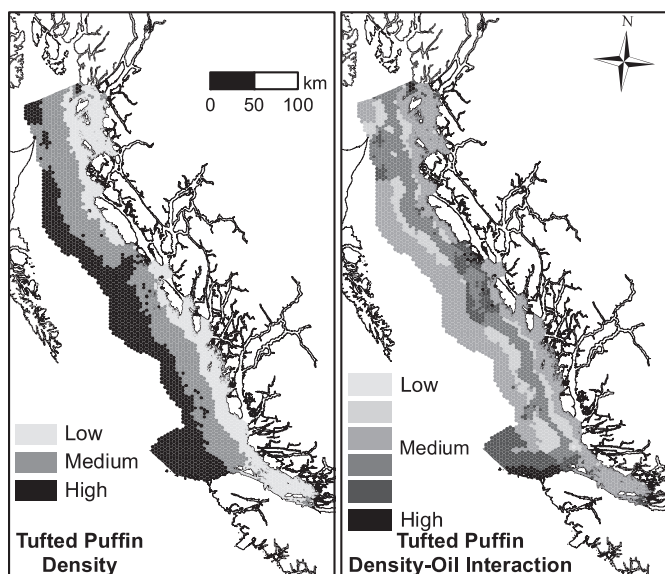 km
0 50 100
Low
Medium
High
Tufted Puffin
Density
N
Low
Medium
High
Tufted Puffin
Density-Oil Interaction